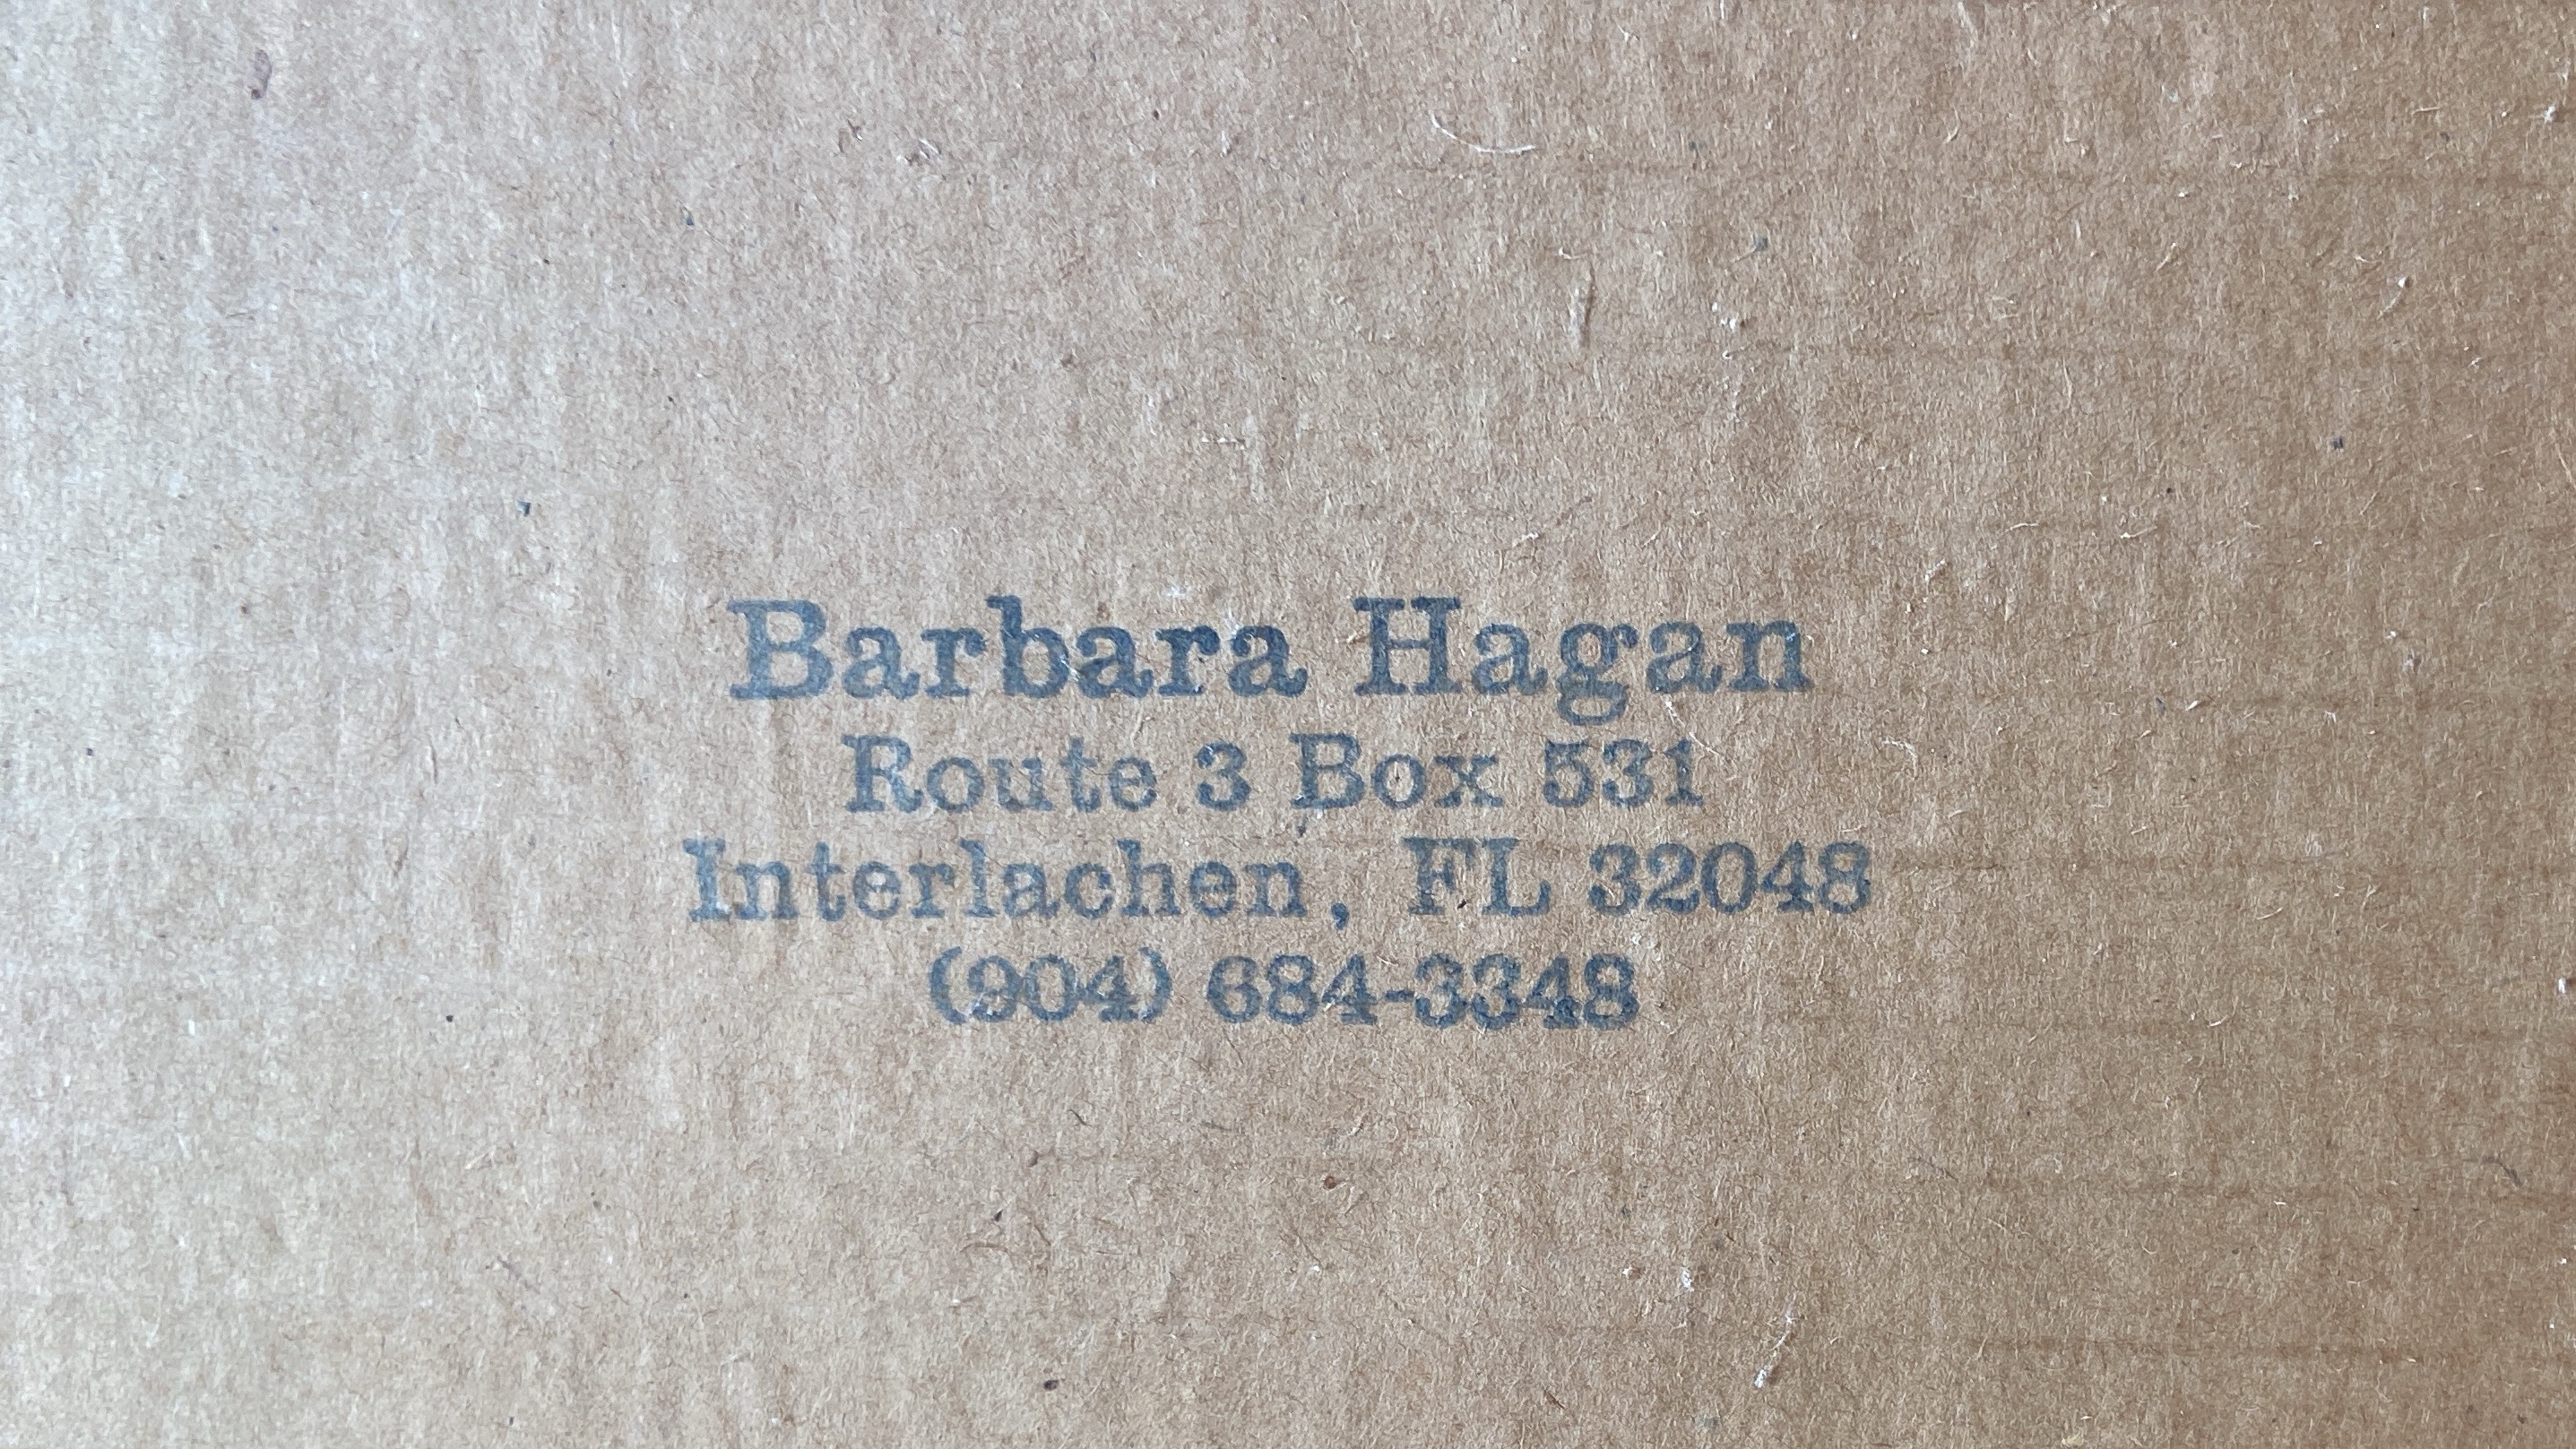 Barbara Hagan
Route 3 Box 531
Interlachen, FL 32048
(904) 684-3348